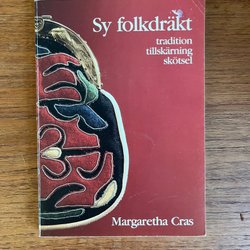 Sy folkdräkt
tradition
tillskärning
skötsel
Margaretha Cras